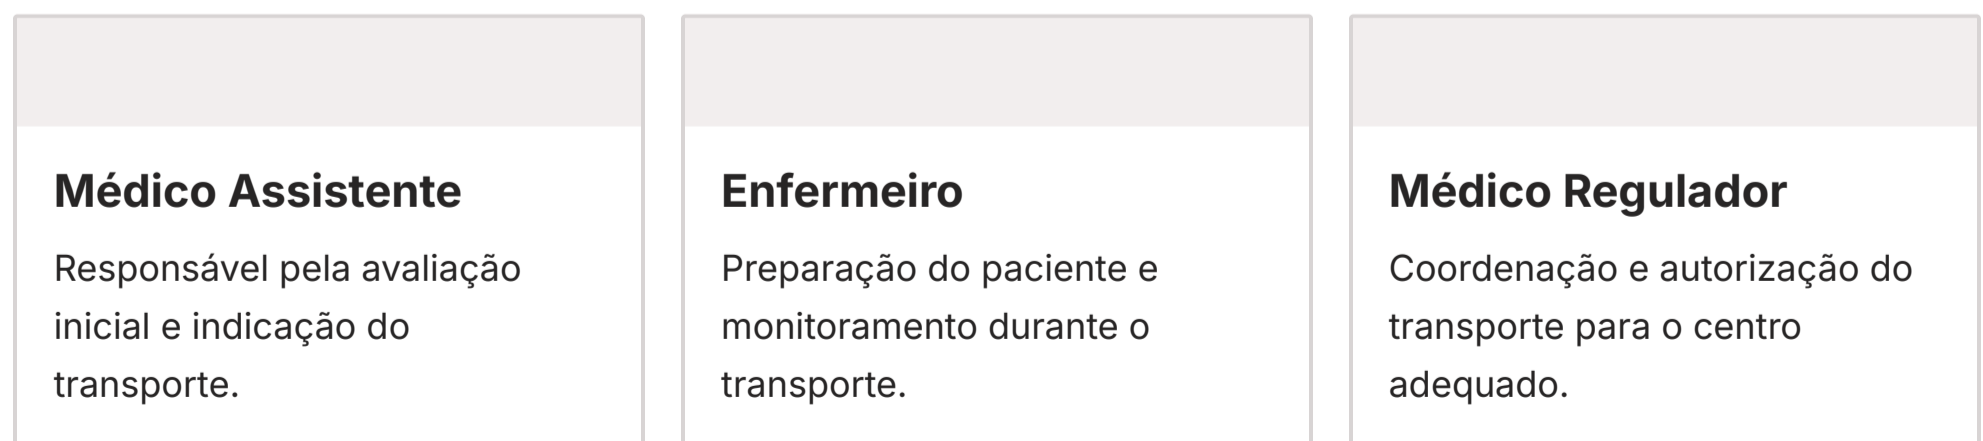 Médico Assistente
Responsável pela avaliação
inicial e indicação do
transporte.
Enfermeiro
Preparação do paciente e
monitoramento durante o
transporte.
Médico Regulador
Coordenação e autorização do
transporte para o centro
adequado.